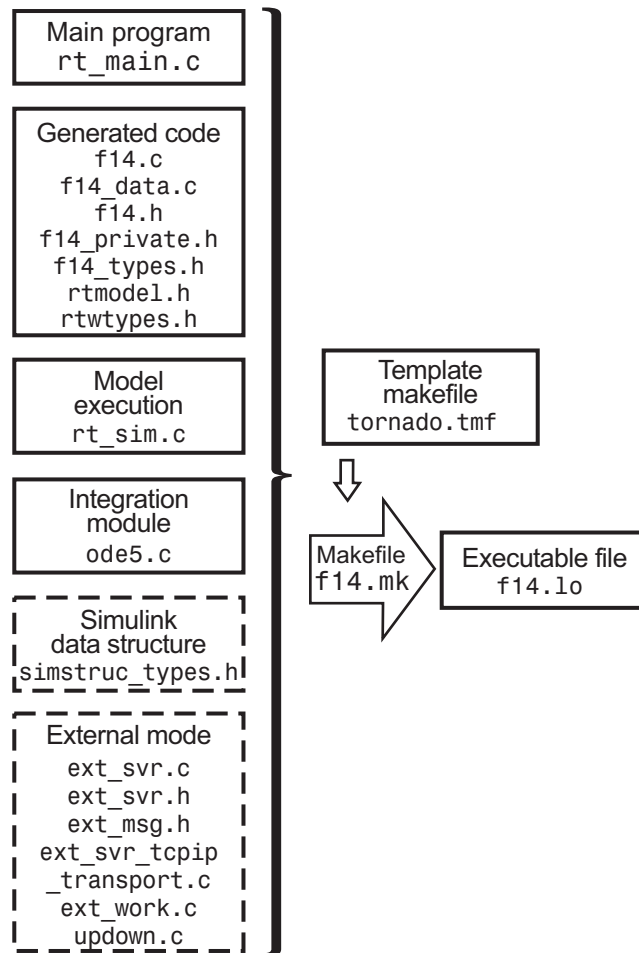 Main program
rt_main.c
Generated code
f14.c
f14_data.c
f14.h
f14_private.h
f14_types.h
rtmodel.h
rtwtypes.h
Model
execution
rt_sim.c
Integration
module
ode5.c
Simulink
data structure
simstruc_types.h
External mode
ext_svr.c
ext_svr.h
ext_msg.h
ext_svr_tcpip
_transport.c
ext_work.c
updown.c
Template
makefile
tornado.tmf
Makefile
f14.mk
Executable file
f14.lo